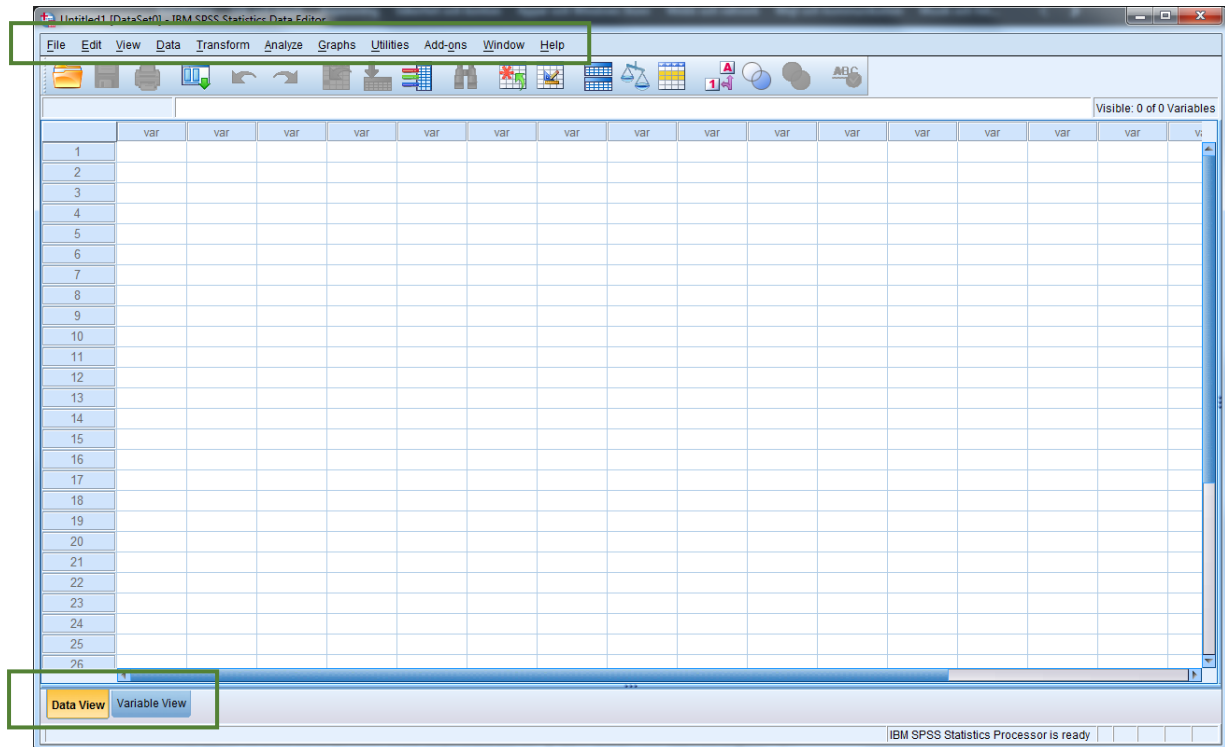 Untitled1 [DataSet0] - IBM SPSS Statistics Data Editor
File Edit View Data Transform Analyze Graphs Utilities Add-ons Window Help
A
1 a
ABC
Visible: 0 of 0 Variables
var var var var var var var var var var var var var var var va
1
2
3
4
5
6
7
8
9
10
11
12
13
14
15
16
17
18
19
20
21
22
23
24
25
26
Data View Variable View
IBM SPSS Statistics Processor is ready